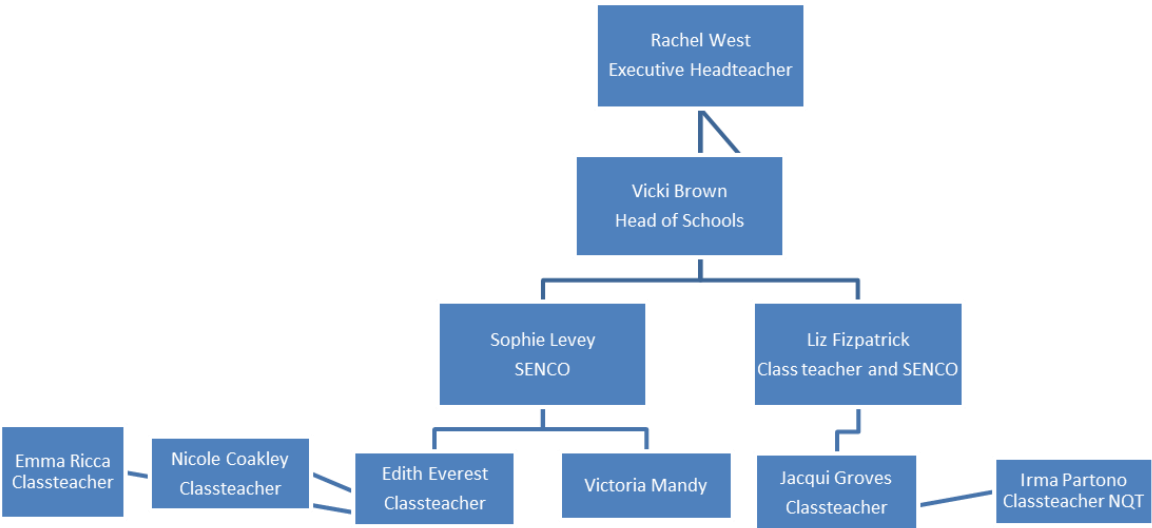 Rachel West
Executive Headteacher
Vicki Brown
Head of Schools
Sophie Levey
SENCO
Liz Fizpatrick
Class teacher and SENCO
Emma Ricca
Classteacher
Nicole Coakley
Classteacher
Edith Everest
Classteacher
Victoria Mandy
Jacqui Groves
Classteacher
Irma Partono
Classteacher NQT